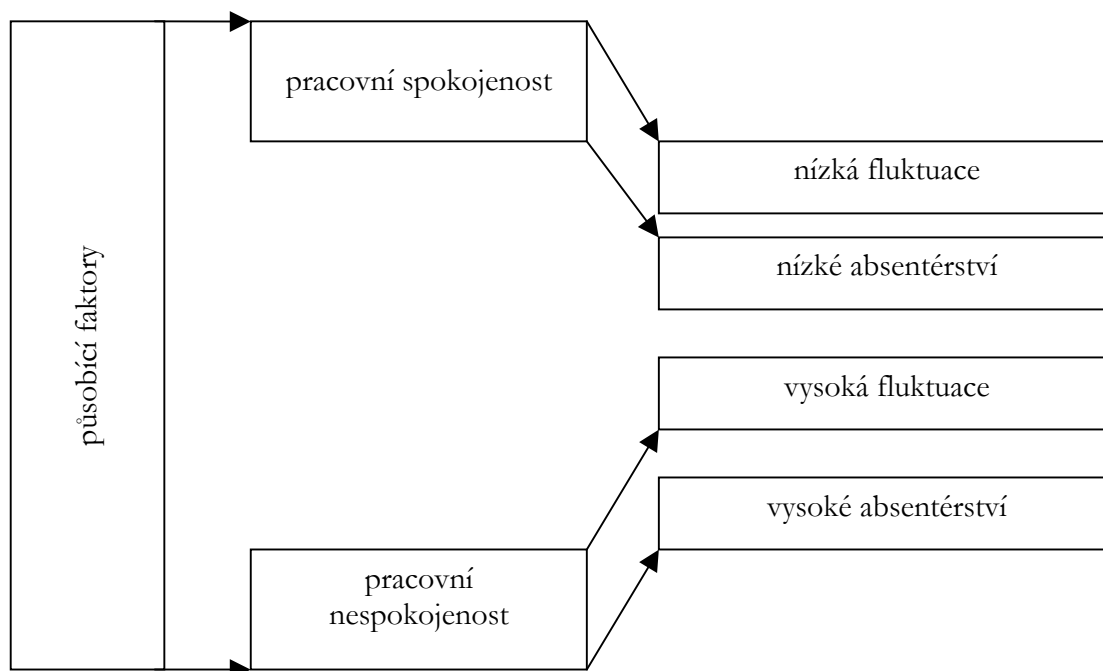 působící faktory
pracovní spokojenost
nízká fluktuace
nízké absentérství
vysoká fluktuace
vysoké absentérství
pracovní
nespokojenost